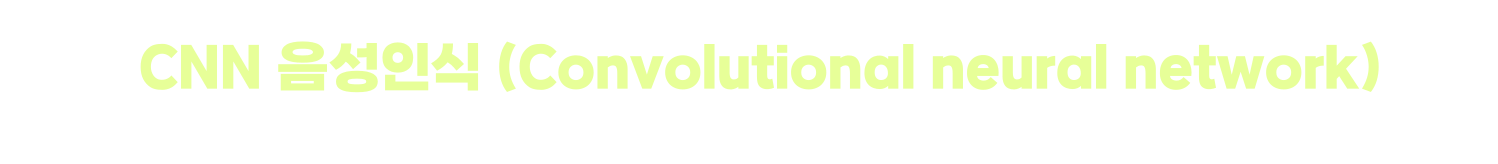 CNN 음성인식 (Convolutional neural network)